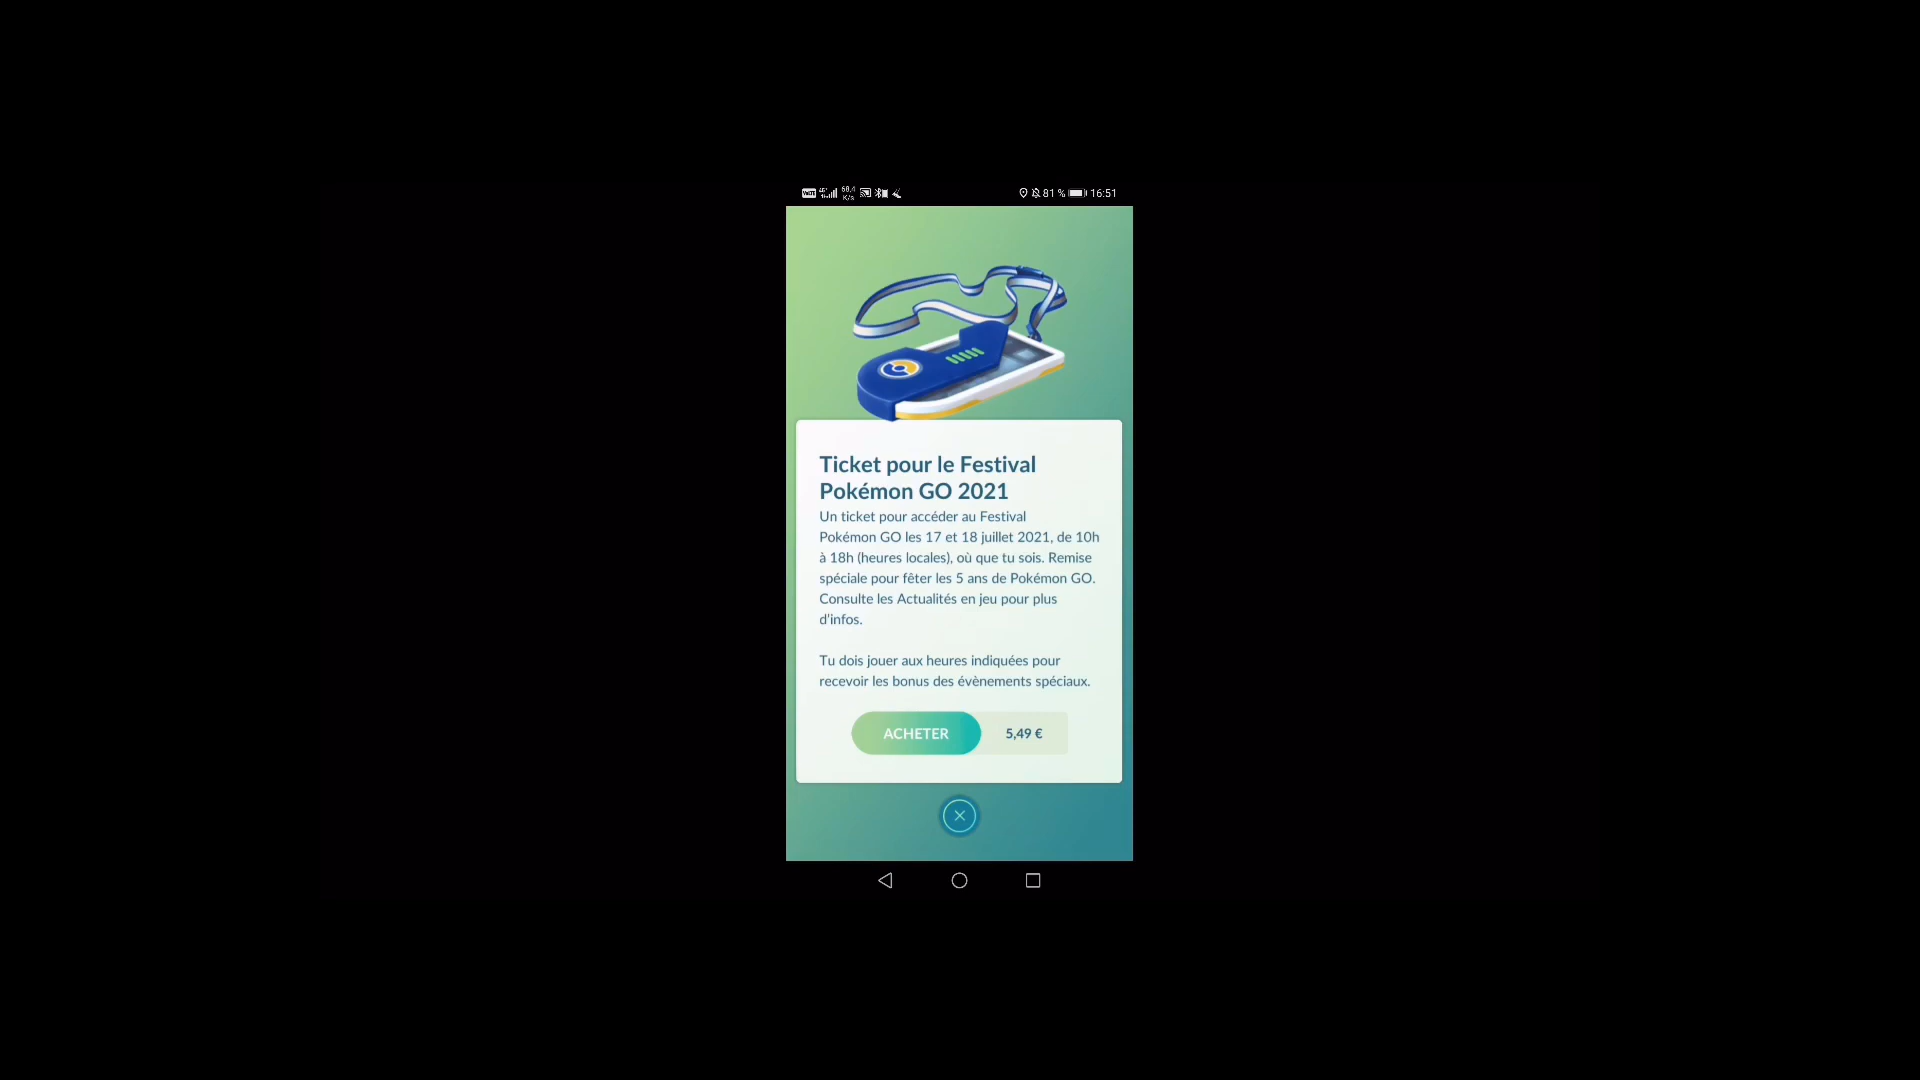 68,4
K/s
81 %
16:51
Ticket pour le Festival
Pokémon GO 2021
Un ticket pour accéder au Festival
Pokémon GO les 17 et 18 juillet 2021, de 10h
à 18h (heures locales), où que tu sois. Remise
spéciale pour fêter les 5 ans de Pokémon GO.
Consulte les Actualités en jeu pour plus
d'infos.
Tu dois jouer aux heures indiquées pour
recevoir les bonus des évènements spéciaux.
ACHETER 5,49 €